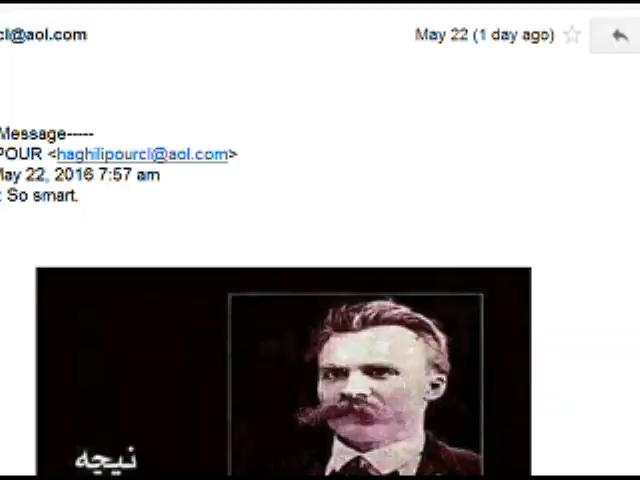 cl@aol.com
May 22 (1 day ago)
Message-----
POUR <haghilipourcl@aol.com>
May 22, 2016 7:57 am
: So smart.
نیچه